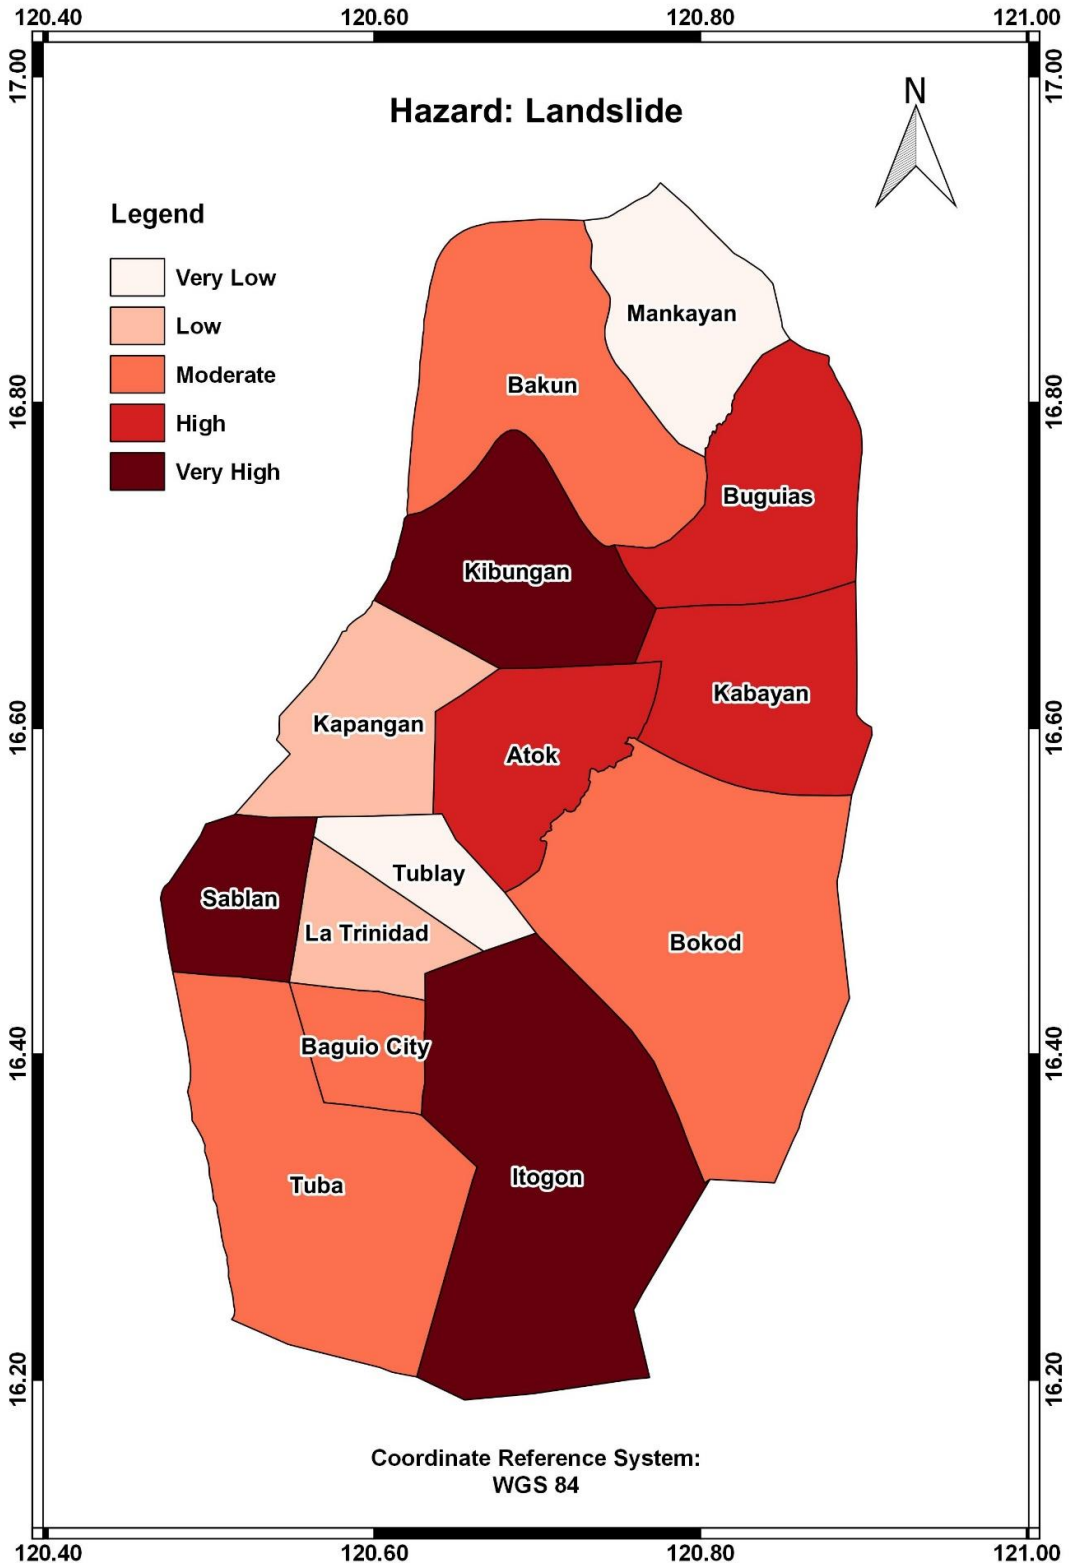 120.40 120.60 120.80 121.00
17.00 17.00
Hazard: Landslide
N
Legend
Very Low
Low
Moderate
High
Very High
Mankayan
Bakun
16.80 16.80
Buguias
Kibungan
Kabayan
Kapangan
16.60 16.60
Atok
Tublay
Sablan
La Trinidad
Bokod
Baguio City
16.40 16.40
Itogon
Tuba
16.20 16.20
Coordinate Reference System:
WGS 84
120.40 120.60 120.80 121.00